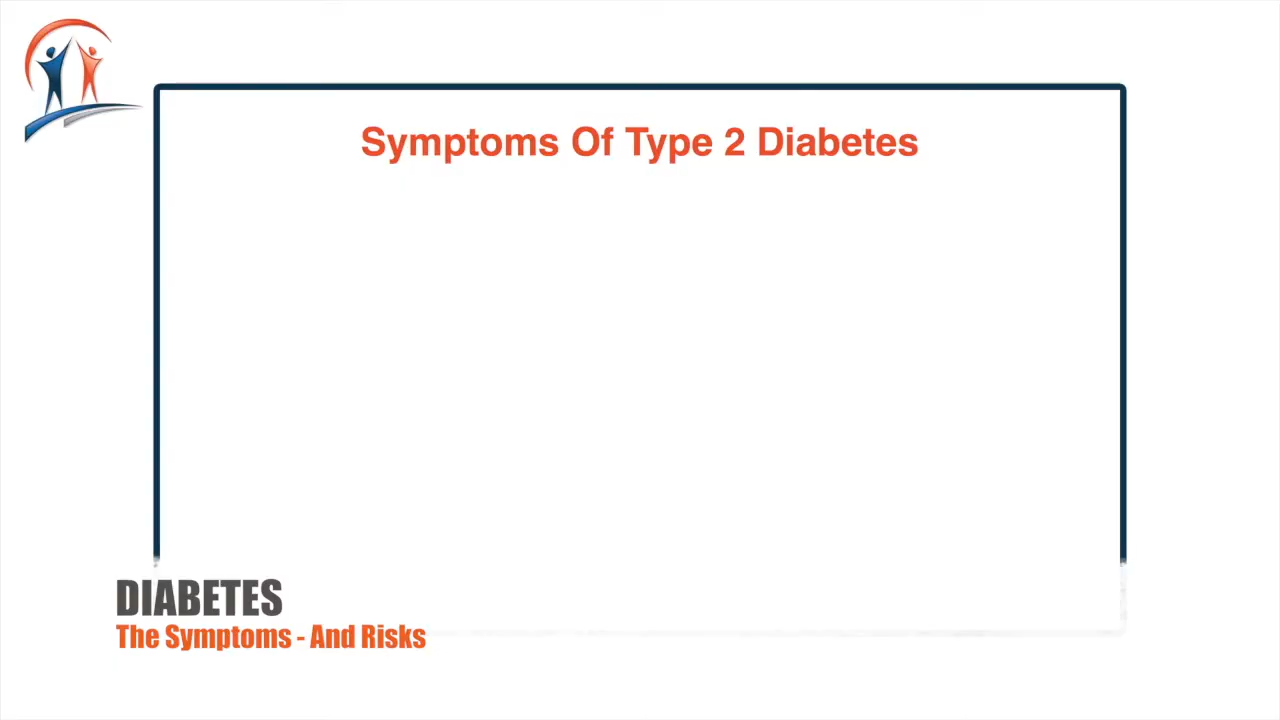 Symptoms Of Type 2 Diabetes
DIABETES
The Symptoms - And Risks